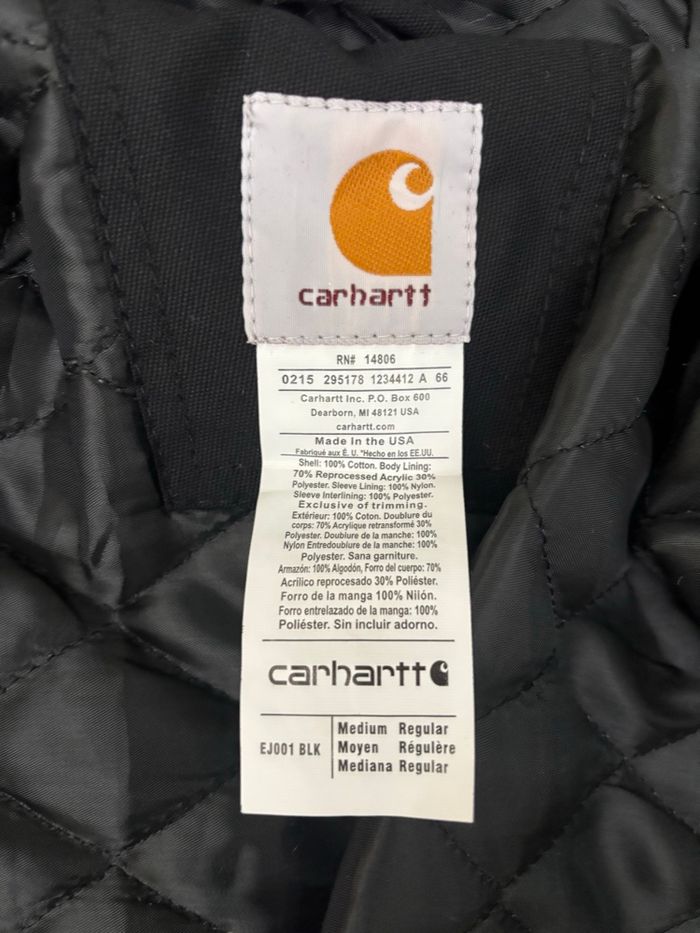 carhartt
RN# 14806
0215 295178 1234412 A 66
Carhartt Inc. P.O. Box 600
Dearborn, MI 48121 USA
carhartt.com
Made In the USA
Fabriqué aux É. U. *Hecho en los EE.UU.
Shell: 100% Cotton. Body Lining:
70% Reprocessed Acrylic 30%
Polyester. Sleeve Lining: 100% Nylon.
Sleeve Interlining: 100% Polyester.
Exclusive of trimming.
Extérieur: 100% Coton. Doublure du
corps: 70% Acrylique retransformé 30%
Polyester. Doublure de la manche: 100%
Nylon Entredoublure de la manche: 100%
Polyester. Sana garniture.
Armazón: 100% Algodón, Forro del cuerpo: 70%
Acrílico reprocesado 30% Poliéster.
Forro de la manga 100% Nilón.
Forro entrelazado de la manga: 100%
Poliéster. Sin incluir adorno.
carhartt
EJ001 BLK
Medium Regular
Moyen Régulère
Mediana Regular